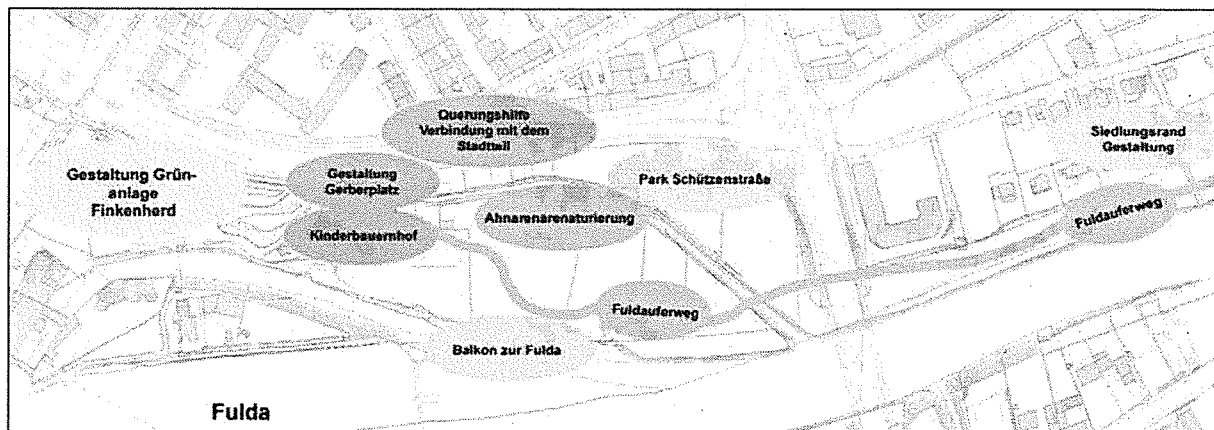 Querungshilfe
Verbindung mit dem
Stadtteil
Siedlungsrand
Gestaltung
Gestaltung Grün-
anlage
Finkenherd
Gestaltung
Gerberplatz
Park Schützenstraße
Ahnarenarenaturierung
Kinderbauernhof
Fuldauferweg
Fuldauferweg
Balkon zur Fulda
Fulda